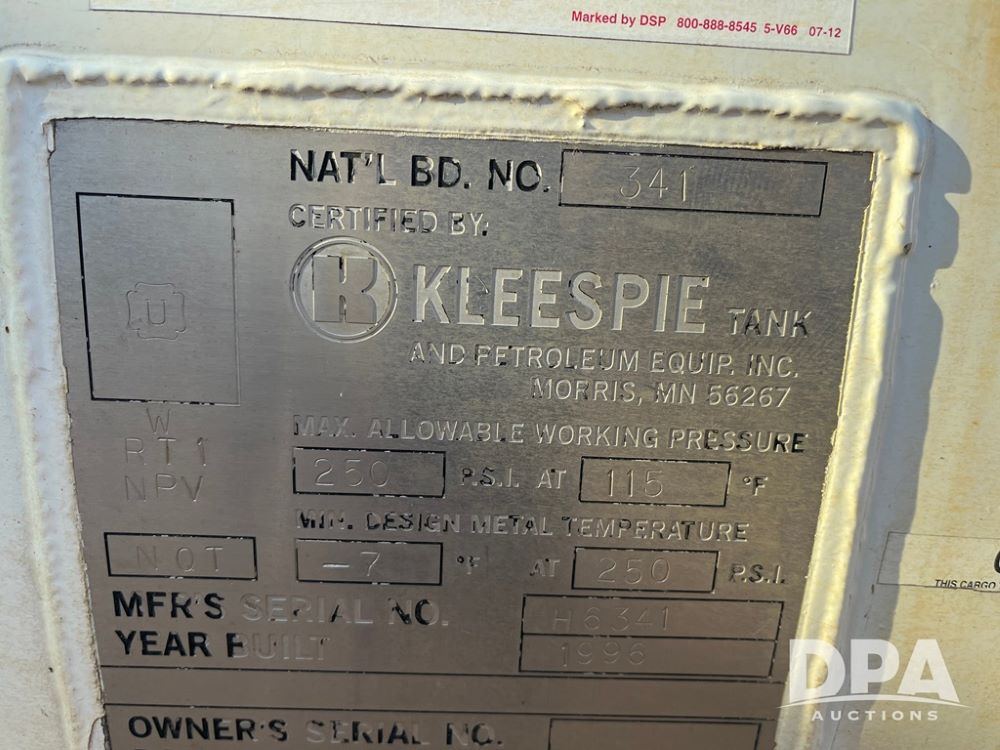 Marked by DSP 800-888-8545 5-V66 07-12
NAT'L BD. NO. 341
CERTIFIED BY:
K KLEESPIE TANK
AND PETROLEUM EQUIP. INC.
MORRIS, MN 56267
U
W
RT1
NPV
MAX. ALLOWABLE WORKING PRESSURE
250 P.S.I. AT 115 °F
MIN. DESIGN METAL TEMPERATURE
NOT -7 °F AT 250 P.S.I.
MFR'S SERIAL NO. H6341
YEAR BUILT 1996
OWNER'S SERIAL NO.
THIS CARGO
DPA
AUCTIONS